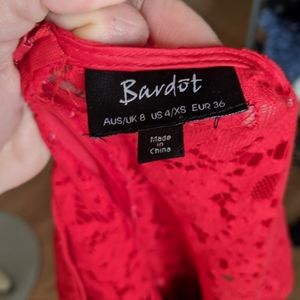 Bardot
AUS/UK 8 US 4/XS EUR 36
Made
in
China